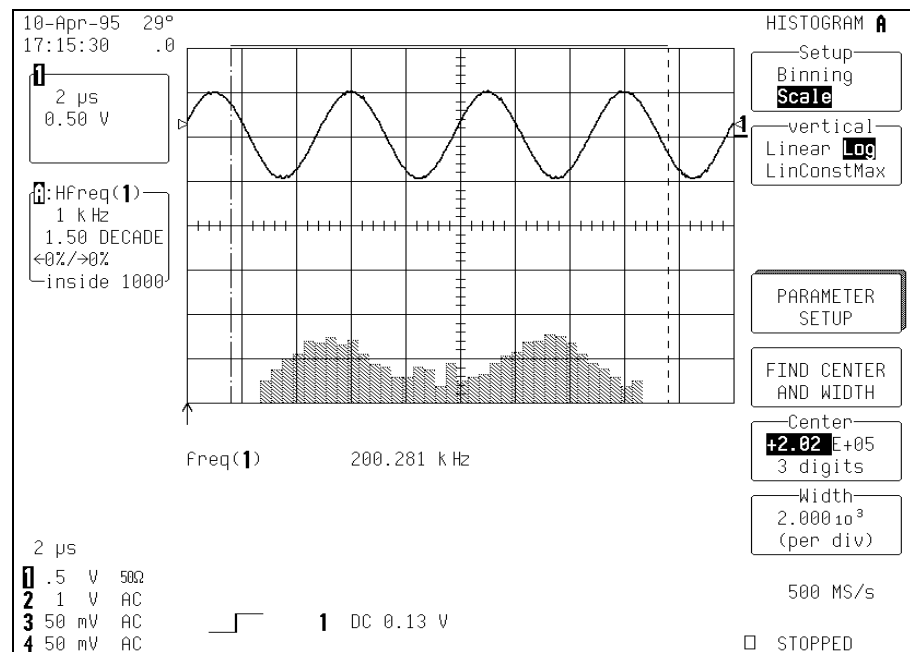 10-Apr-95 29°
17:15:30 .0
1
2 µs
0.50 V
A:Hfreq(1)
1 kHz
1.50 DECADE
←0%/→0%
inside 1000
1
freq(1) 200.281 kHz
2 µs
1 .5 V 50Ω
2 1 V AC
3 50 mV AC
4 50 mV AC
1 DC 0.13 V
HISTOGRAM A
Setup
Binning
Scale
vertical
Linear Log
LinConstMax
PARAMETER
SETUP
FIND CENTER
AND WIDTH
Center
+2.02 E+05
3 digits
Width
2.000 10³
(per div)
500 MS/s
□ STOPPED